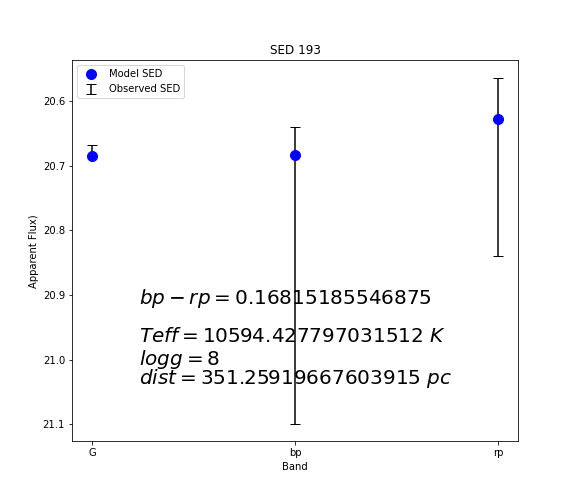 SED 193
Model SED
Observed SED
20.6
20.7
20.8
20.9
21.0
21.1
Apparent Flux)
bp − rp = 0.16815185546875
Teff = 10594.427797031512 K
logg = 8
dist = 351.25919667603915 pc
G bp rp
Band